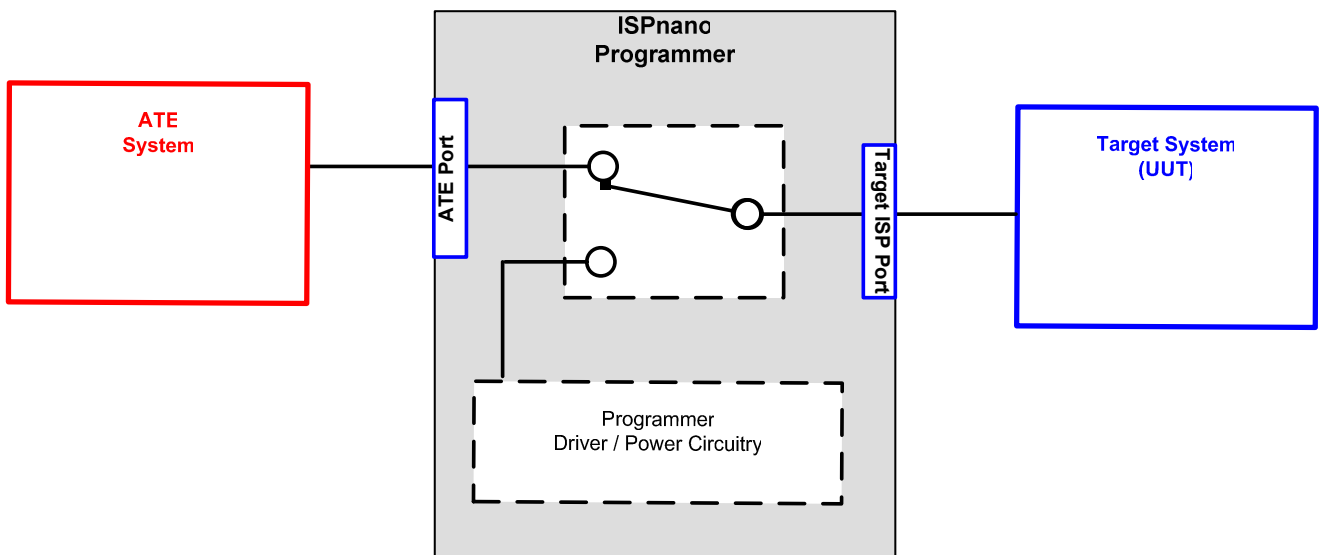 ISPnano
Programmer
ATE
System
ATE Port
Target ISP Port
Target System
(UUT)
Programmer
Driver / Power Circuitry